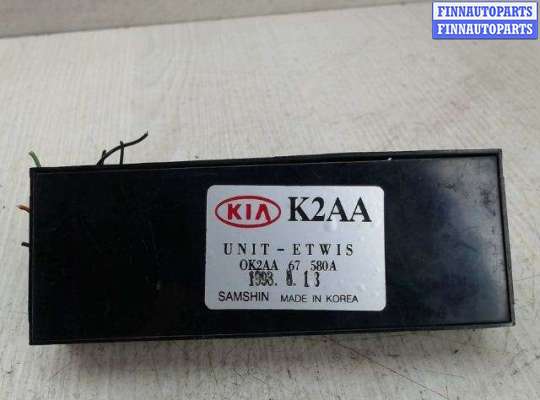 FINNAUTOPARTS
FINNAUTOPARTS
KIA K2AA
UNIT - ETWIS
OK2AA 67 580A
1998. 8. 13
SAMSHIN MADE IN KOREA